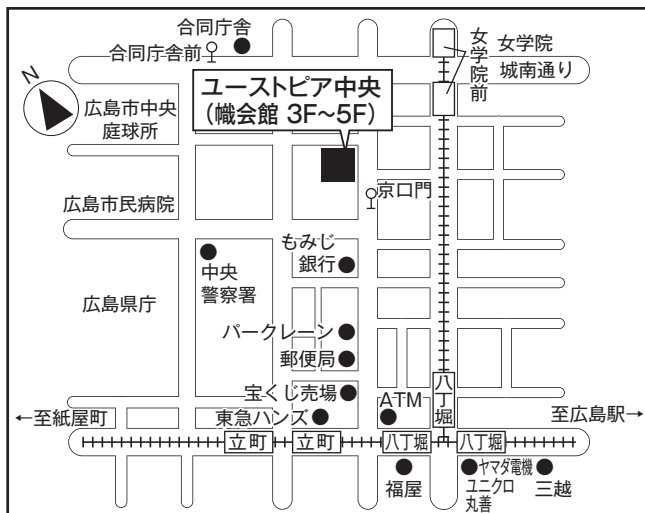 合同庁舎
合同庁舎前
女学院
女学院前
城南通り
N
ユーストピア中央
（幟会館 3F〜5F）
広島市中央
庭球所
広島市民病院
京口門
もみじ
銀行
中央
警察署
広島県庁
パークレーン
郵便局
宝くじ売場
ATM
八丁堀
←至紙屋町
東急ハンズ
至広島駅→
立町
立町
八丁堀
八丁堀
福屋
ヤマダ電機
ユニクロ
丸善
三越